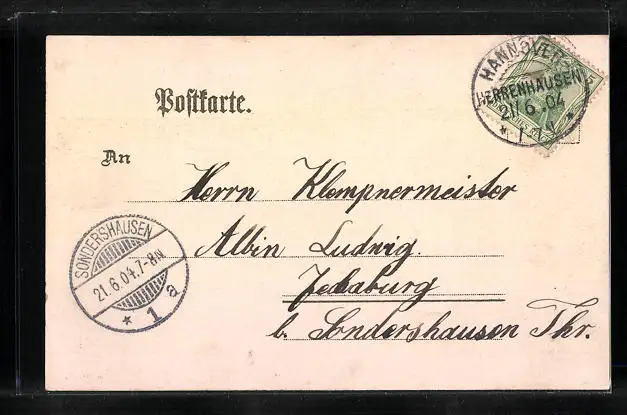 Postkarte.
HANNOVER
HERRENHAUSEN
21/6.04
*1*
An
Herrn Klempnermeister
Albin Ludwig.
Jechaburg
b. Sondershausen Thr.
SONDERSHAUSEN
21.6.04.7-8N
* 1 a